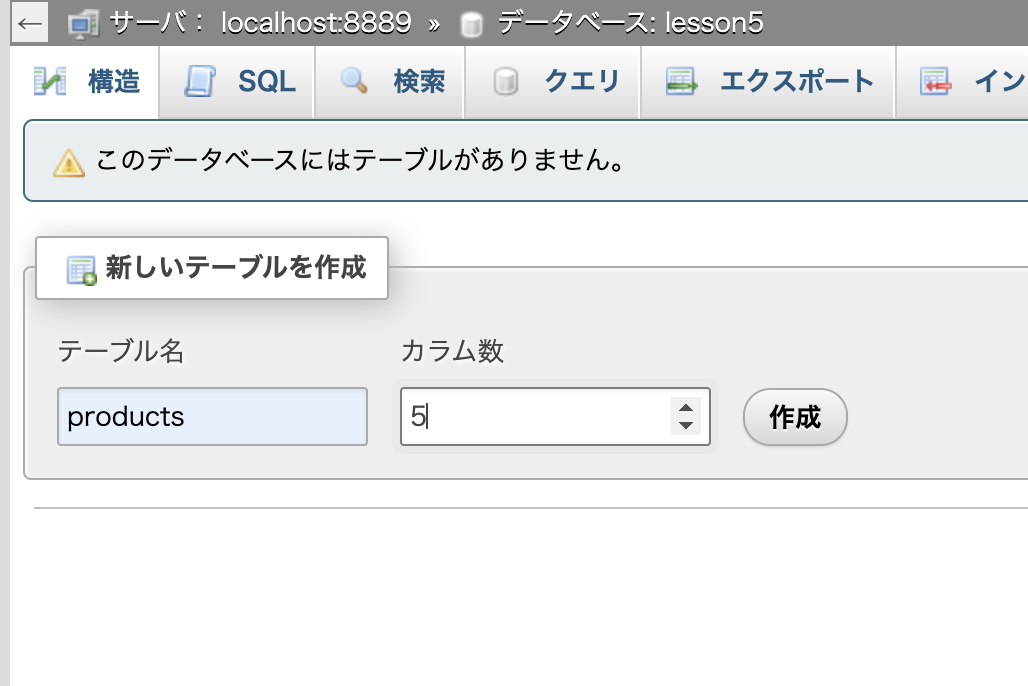 ← サーバ： localhost:8889 » データベース: lesson5
構造 SQL 検索 クエリ エクスポート イン
このデータベースにはテーブルがありません。
新しいテーブルを作成
テーブル名 カラム数
products 5 作成